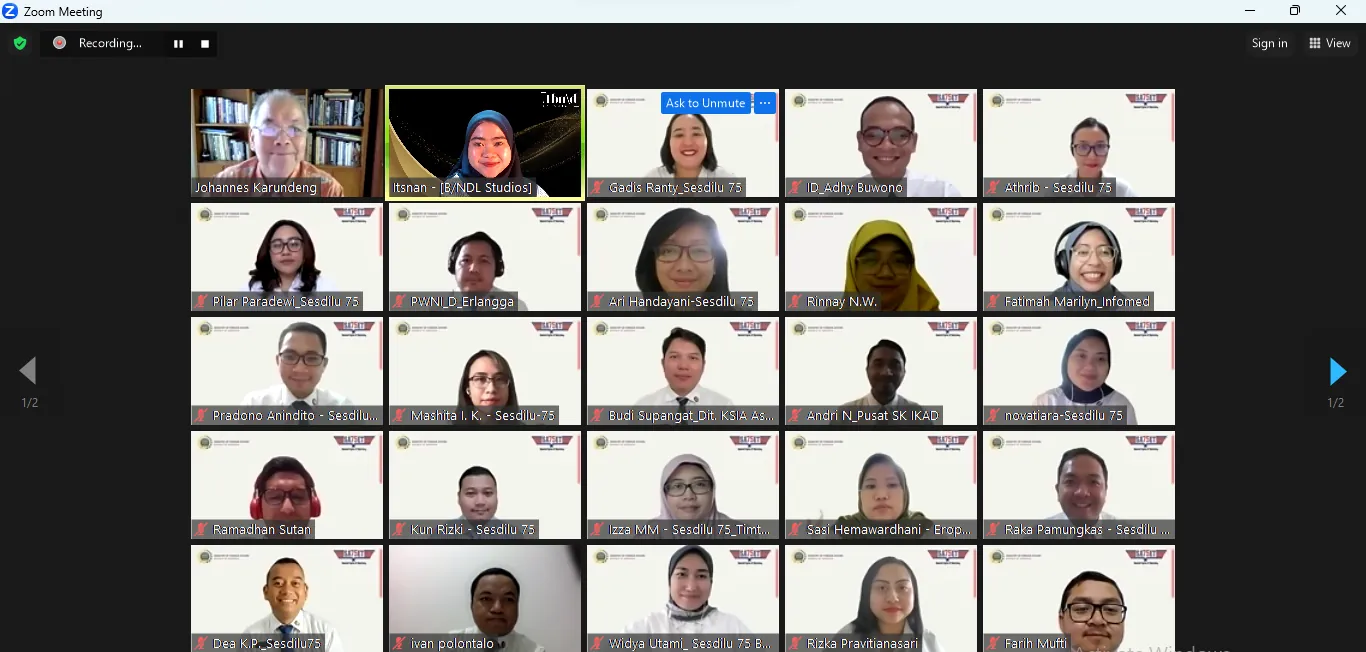 Zoom Meeting
Recording...
Sign in
View
Johannes Karundeng
Itsnan - [B/NDL Studios]
Ask to Unmute
...
Gadis Ranty_Sesdilu 75
ID_Adhy Buwono
Athrib - Sesdilu 75
Pilar Paradewi_Sesdilu 75
PWNI_D_Erlangga
Ari Handayani-Sesdilu 75
Rinnay N.W.
Fatimah Marilyn_Infomed
1/2
1/2
Pradono Anindito - Sesdilu...
Mashita I. K. - Sesdilu-75
Budi Supangat_Dit. KSIA As...
Andri N_Pusat SK IKAD
novatiara-Sesdilu 75
Ramadhan Sutan
Kun Rizki - Sesdilu 75
Izza MM - Sesdilu 75_Timt...
Sasi Hemawardhani - Erop...
Raka Pamungkas - Sesdilu ...
Dea K.P._Sesdilu75
ivan polontalo
Widya Utami_ Sesdilu 75 B...
Rizka Pravitianasari
Farih Mufti
Activate Windows